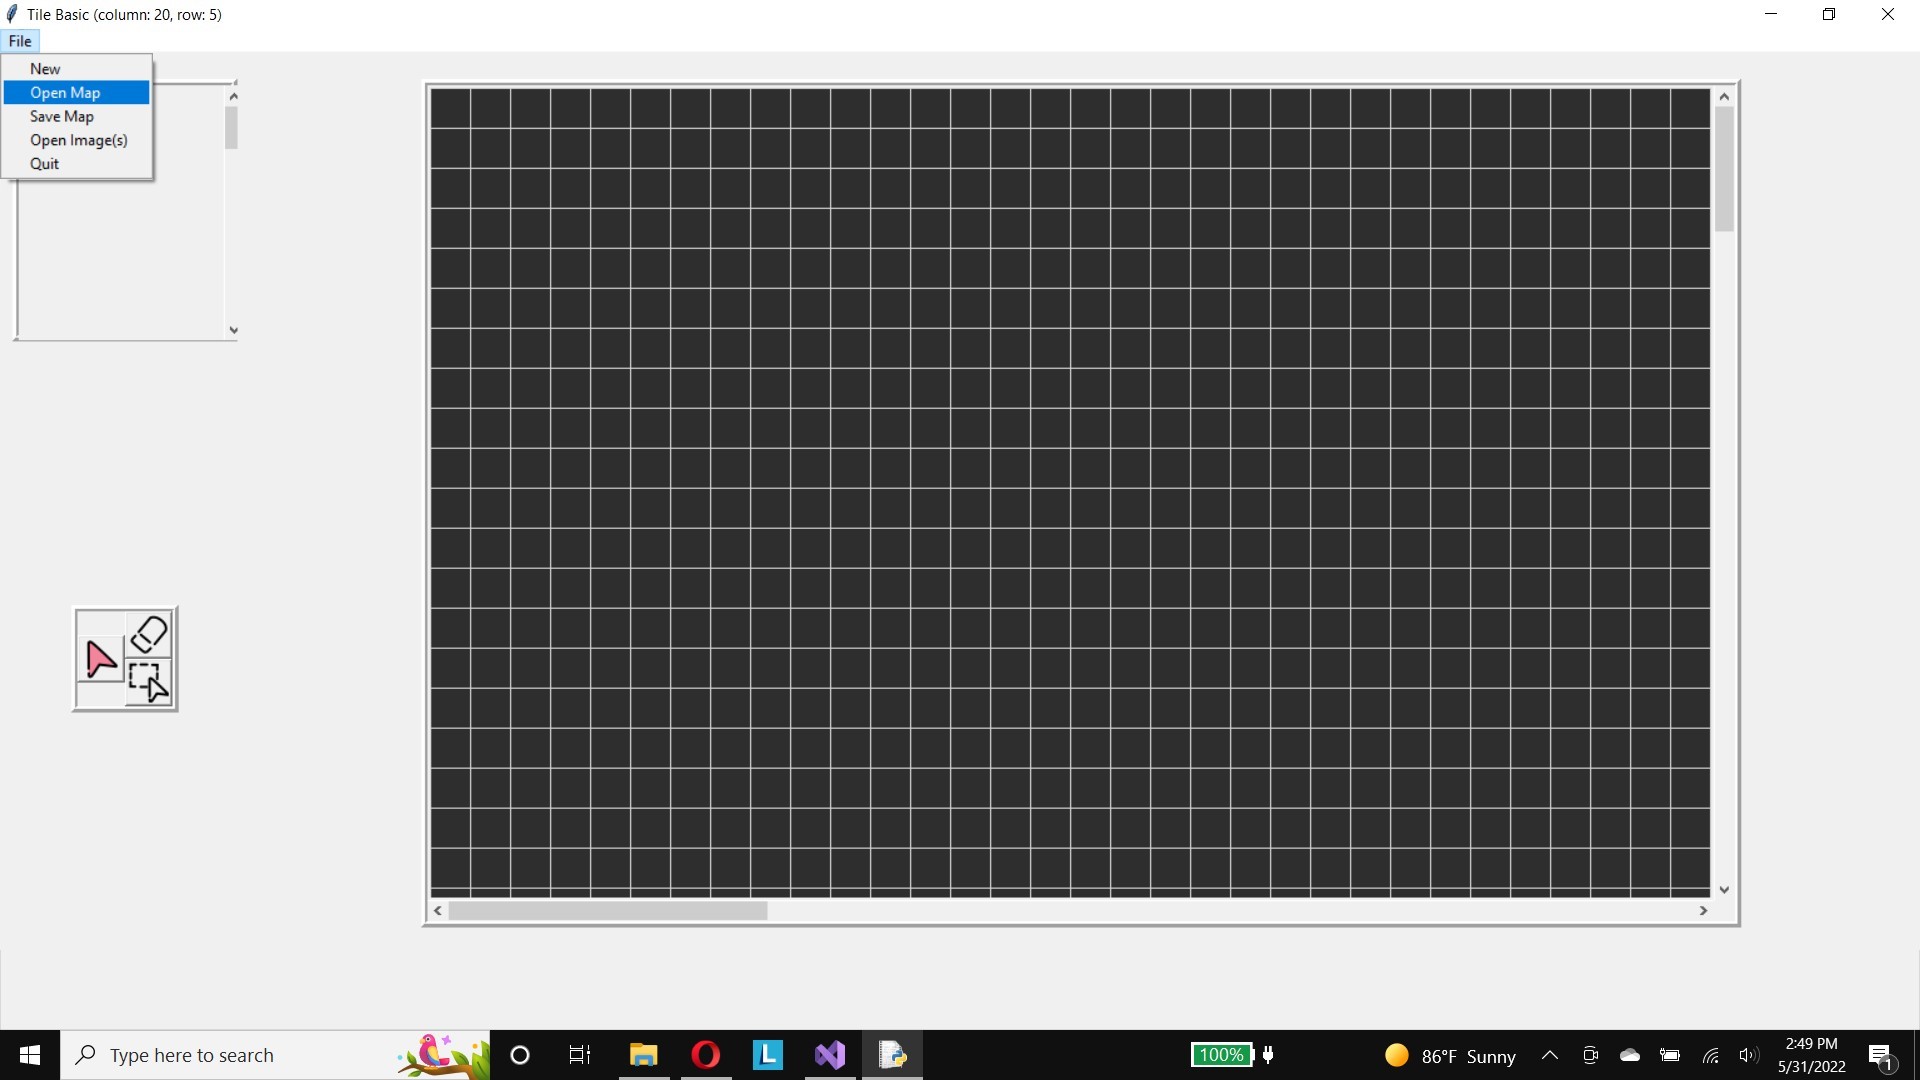 Tile Basic (column: 20, row: 5)
File
New
Open Map
Save Map
Open Image(s)
Quit
Type here to search
L
100%
86°F Sunny
2:49 PM
5/31/2022
1